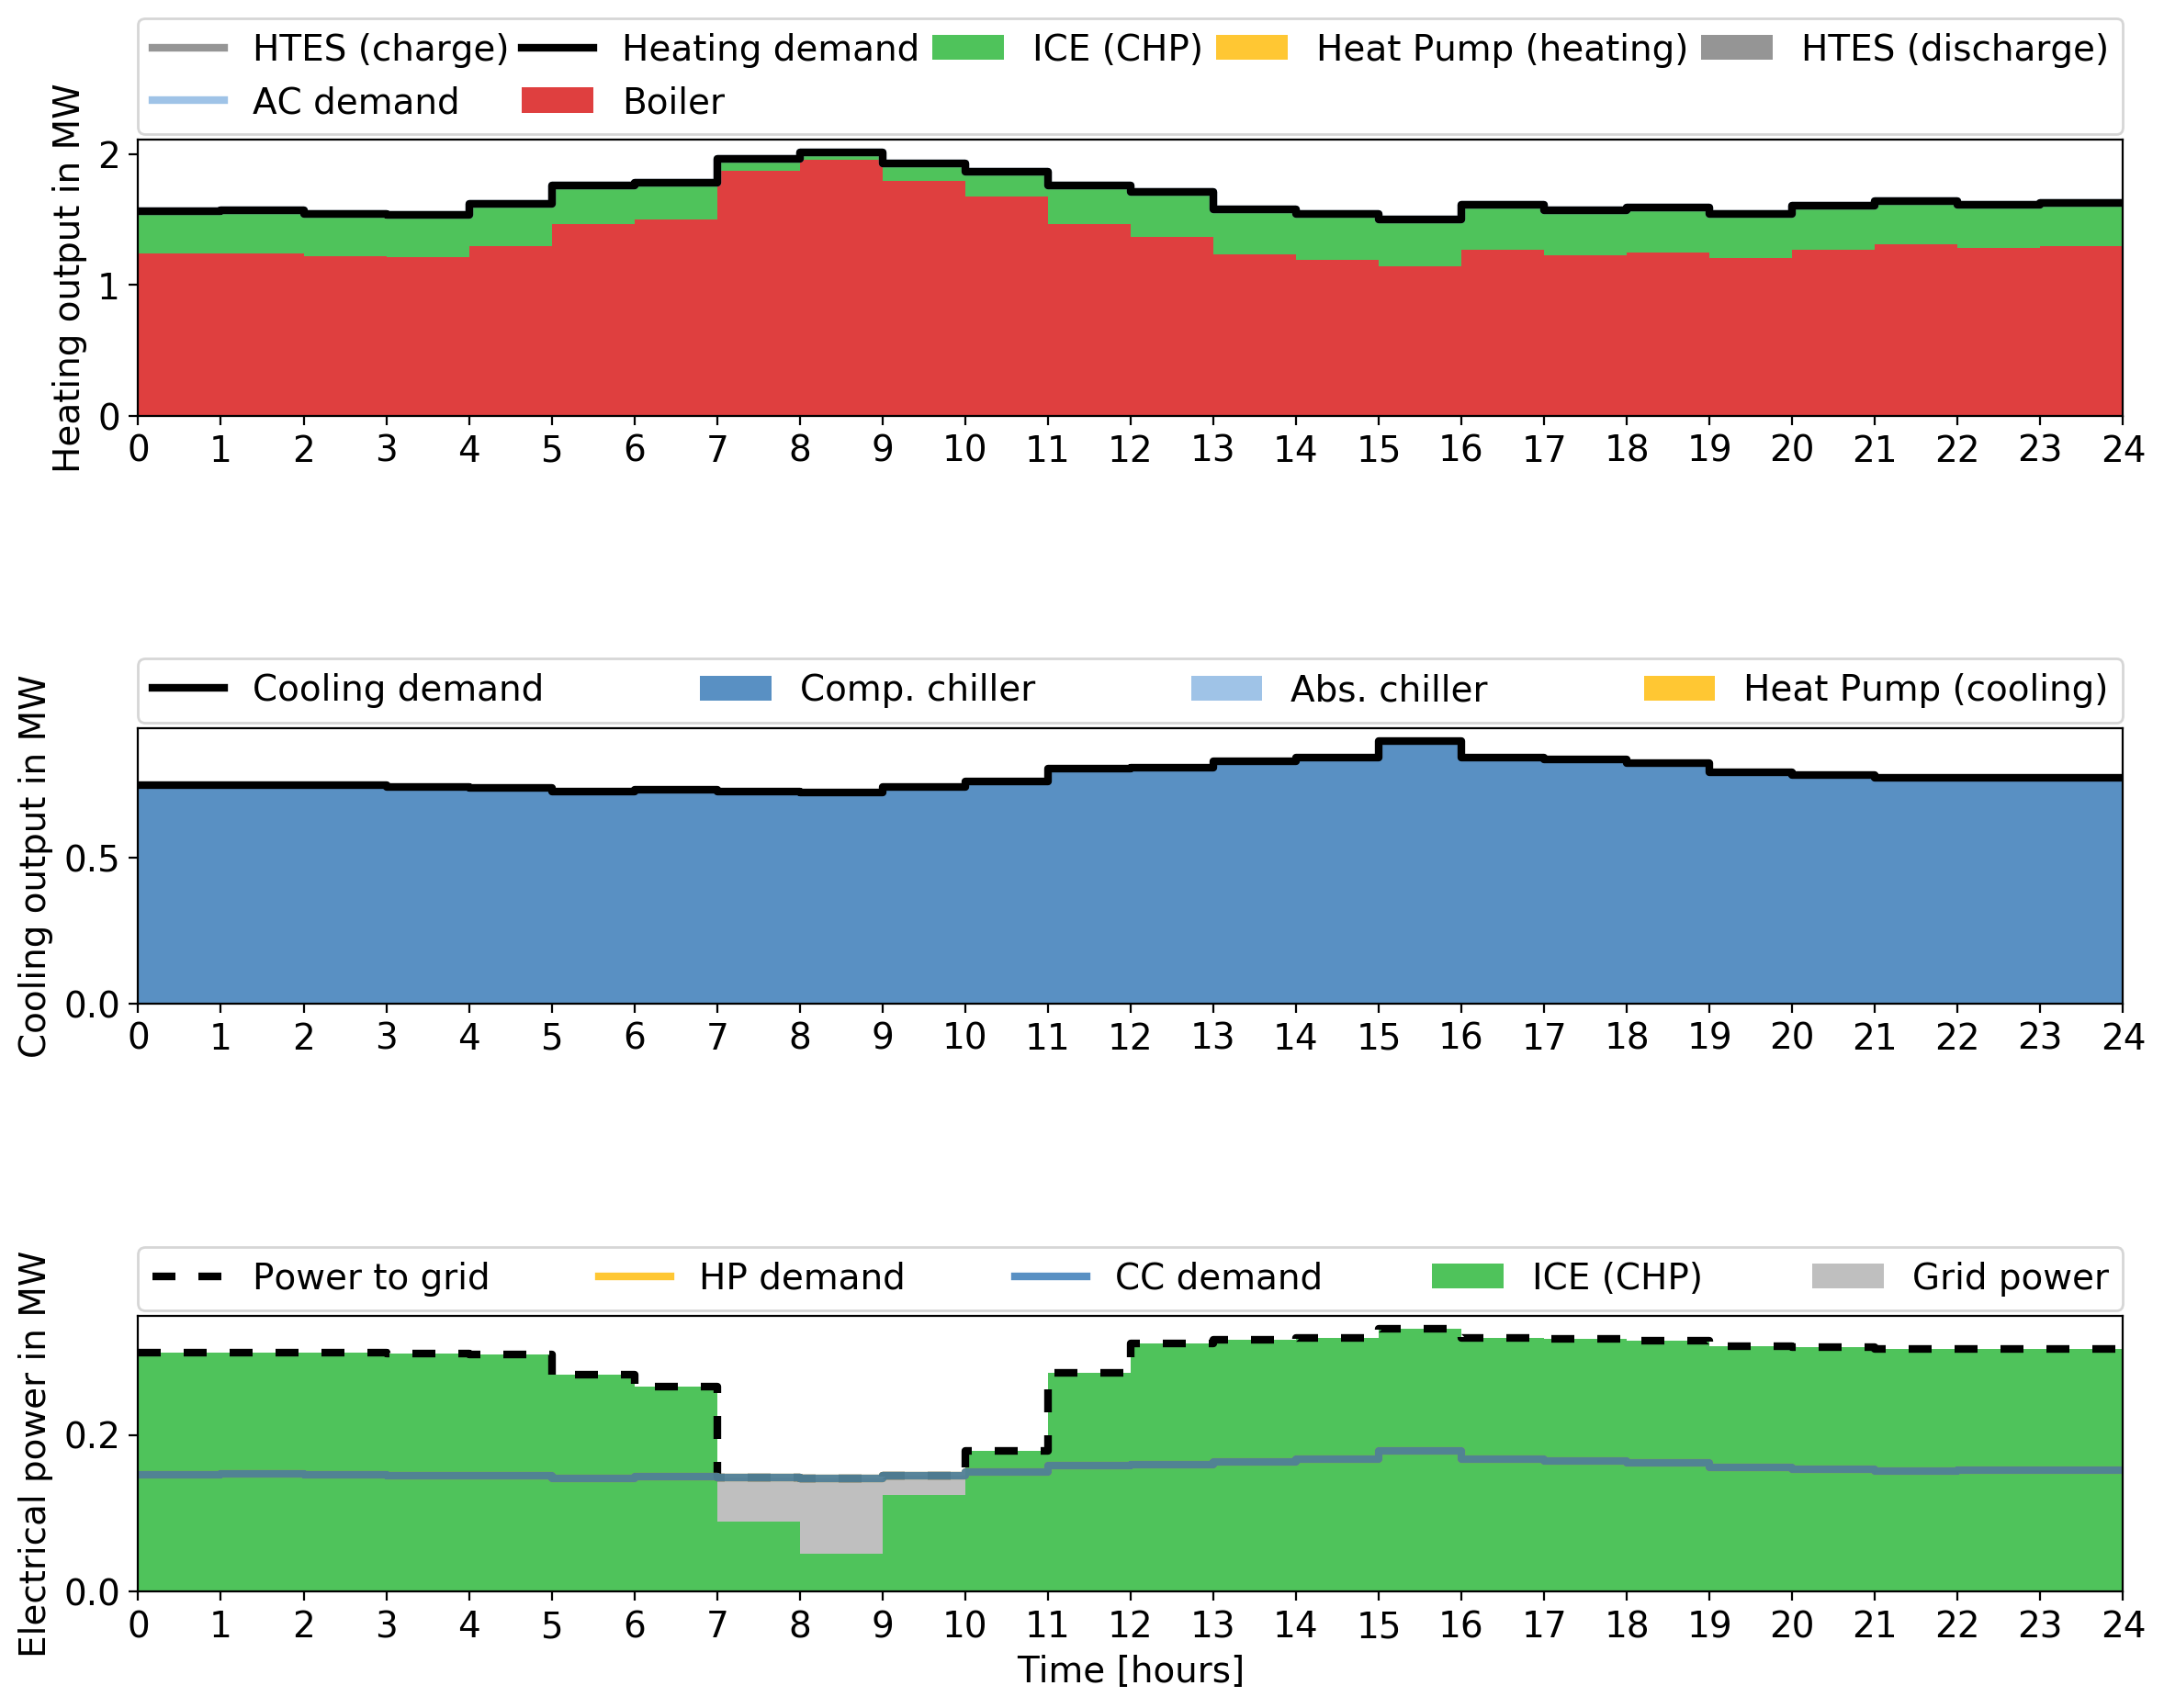 HTES (charge) Heating demand ICE (CHP) Heat Pump (heating) HTES (discharge)
AC demand Boiler
Heating output in MW
2
1
0
0 1 2 3 4 5 6 7 8 9 10 11 12 13 14 15 16 17 18 19 20 21 22 23 24
Cooling demand Comp. chiller Abs. chiller Heat Pump (cooling)
Cooling output in MW
0.5
0.0
0 1 2 3 4 5 6 7 8 9 10 11 12 13 14 15 16 17 18 19 20 21 22 23 24
Power to grid HP demand CC demand ICE (CHP) Grid power
Electrical power in MW
0.2
0.0
0 1 2 3 4 5 6 7 8 9 10 11 12 13 14 15 16 17 18 19 20 21 22 23 24
Time [hours]